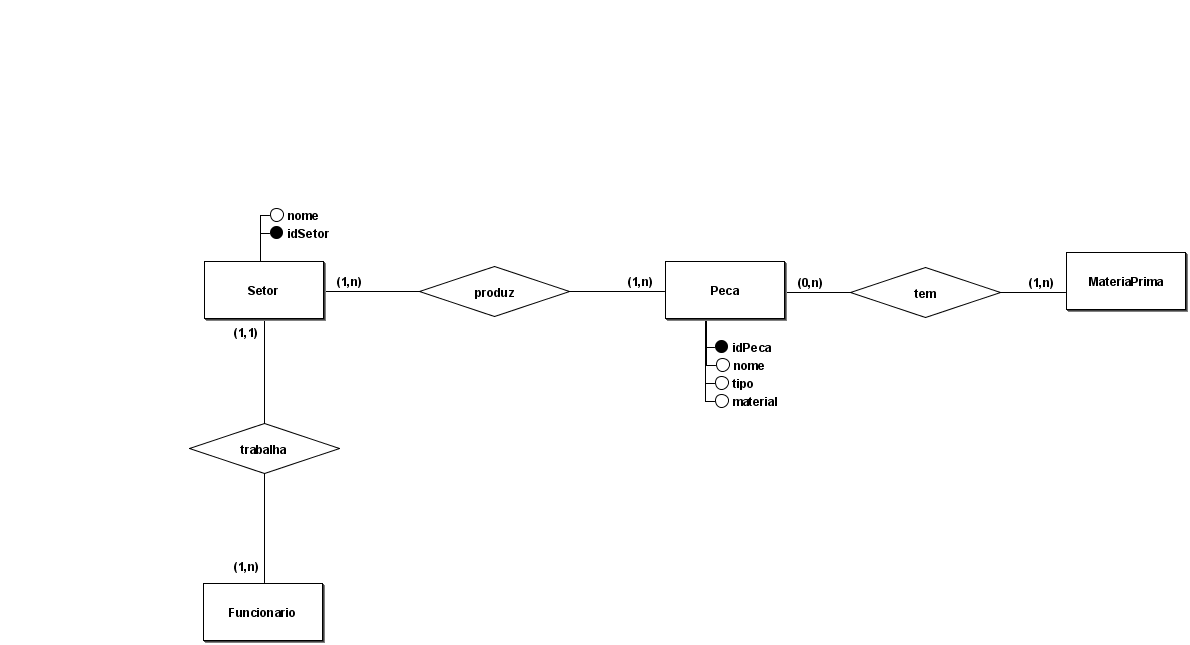 nome
idSetor
Setor
(1,n)
produz
(1,n)
Peca
(0,n)
tem
(1,n)
MateriaPrima
(1,1)
idPeca
nome
tipo
material
trabalha
(1,n)
Funcionario